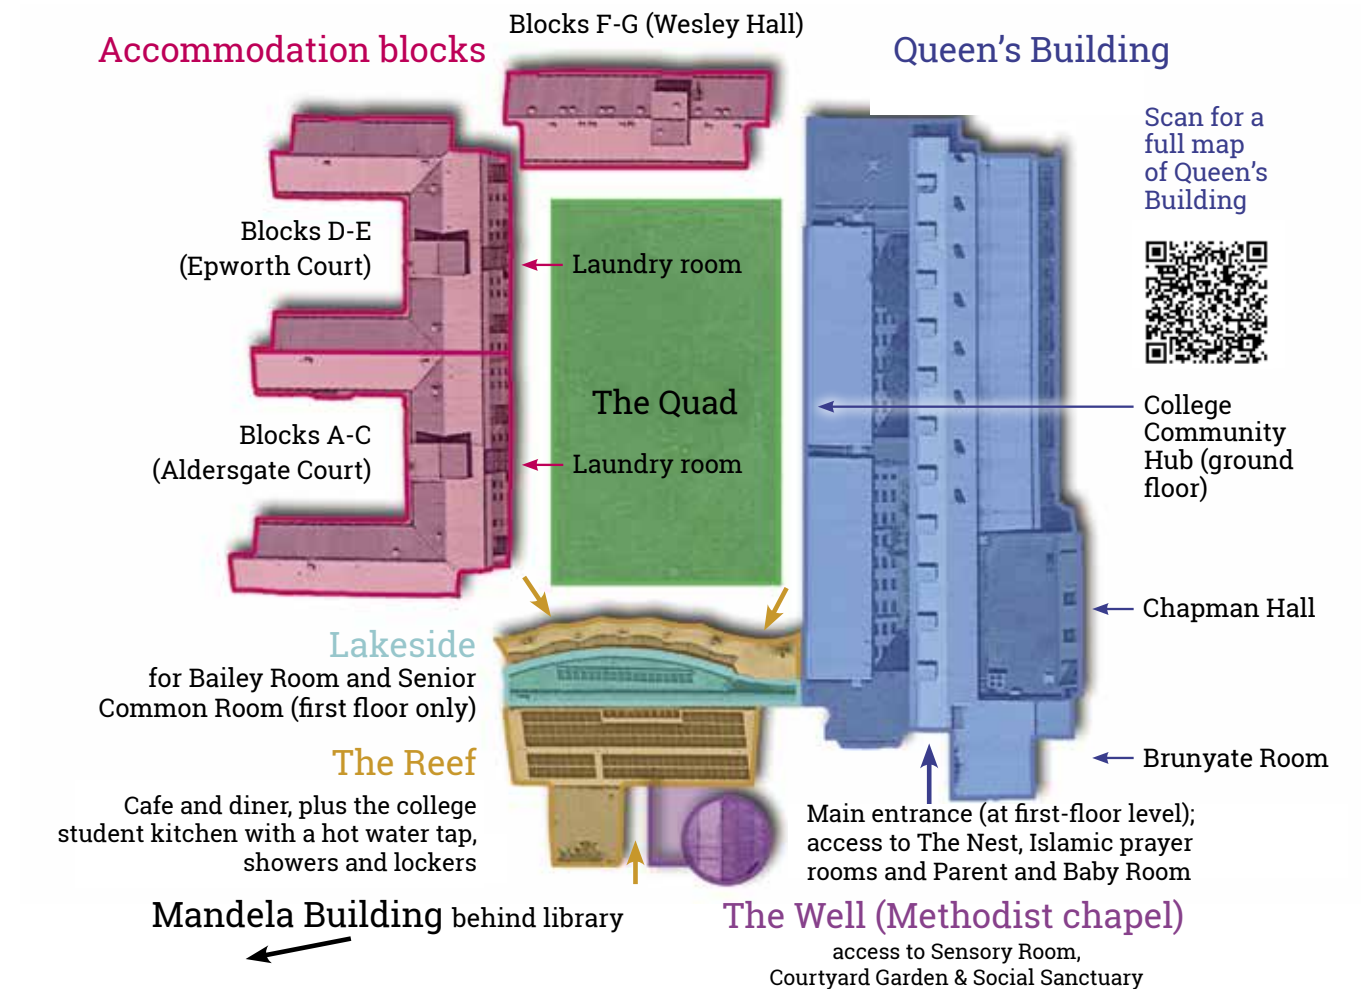 Blocks F-G (Wesley Hall)
Accommodation blocks
Queen's Building
Scan for a
full map
of Queen's
Building
Blocks D-E
(Epworth Court)
Laundry room
The Quad
College
Community
Hub (ground
floor)
Blocks A-C
(Aldersgate Court)
Laundry room
Chapman Hall
Lakeside
for Bailey Room and Senior
Common Room (first floor only)
The Reef
Cafe and diner, plus the college
student kitchen with a hot water tap,
showers and lockers
Brunyate Room
Main entrance (at first-floor level);
access to The Nest, Islamic prayer
rooms and Parent and Baby Room
Mandela Building behind library
The Well (Methodist chapel)
access to Sensory Room,
Courtyard Garden & Social Sanctuary